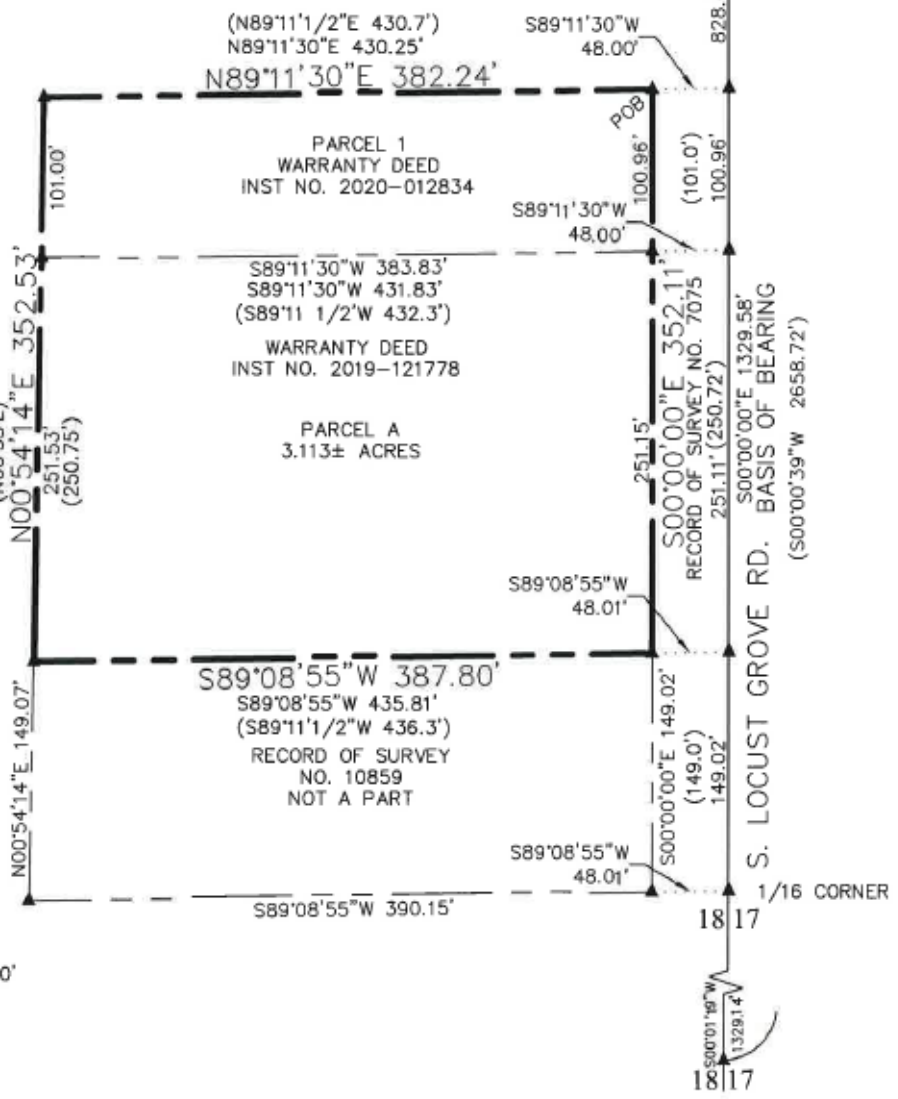 (N89°11'1/2"E 430.7')
N89°11'30"E 430.25'
N89°11'30"E 382.24'
S89°11'30"W
48.00'
828.
POB
PARCEL 1
WARRANTY DEED
INST NO. 2020-012834
101.00'
100.96'
(101.0')
100.96'
S89°11'30"W
48.00'
S89°11'30"W 383.83'
S89°11'30"W 431.83'
(S89°11 1/2'W 432.3')
WARRANTY DEED
INST NO. 2019-121778
PARCEL A
3.113± ACRES
N00°54'14"E 352.53'
251.53'
(250.75')
251.15'
S00°00'00"E 352.11'
RECORD OF SURVEY NO. 7075
251.11' (250.72')
S00°00'00"E 1329.58'
BASIS OF BEARING
(S00°00'39"W 2658.72')
S. LOCUST GROVE RD.
S89°08'55"W
48.01'
S89°08'55"W 387.80'
S89°08'55"W 435.81'
(S89°11'1/2"W 436.3')
RECORD OF SURVEY
NO. 10859
NOT A PART
N00°54'14"E 149.07'
S00°00'00"E 149.02'
(149.0')
149.02'
S89°08'55"W
48.01'
S89°08'55"W 390.15'
1/16 CORNER
18 17
0'
S00°01'19"W
1329.14'
18 17